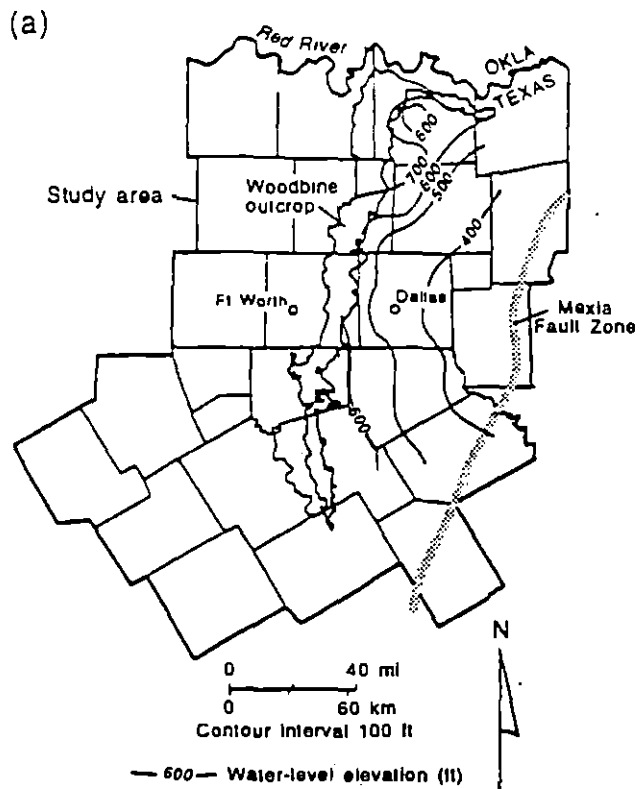 (a)
Red River
OKLA
TEXAS
600
700
600
500
Study area
Woodbine
outcrop
400
Ft Worth
Dallas
Mexia
Fault Zone
600
N
0 40 mi
0 60 km
Contour interval 100 ft
— 600 — Water-level elevation (ft)